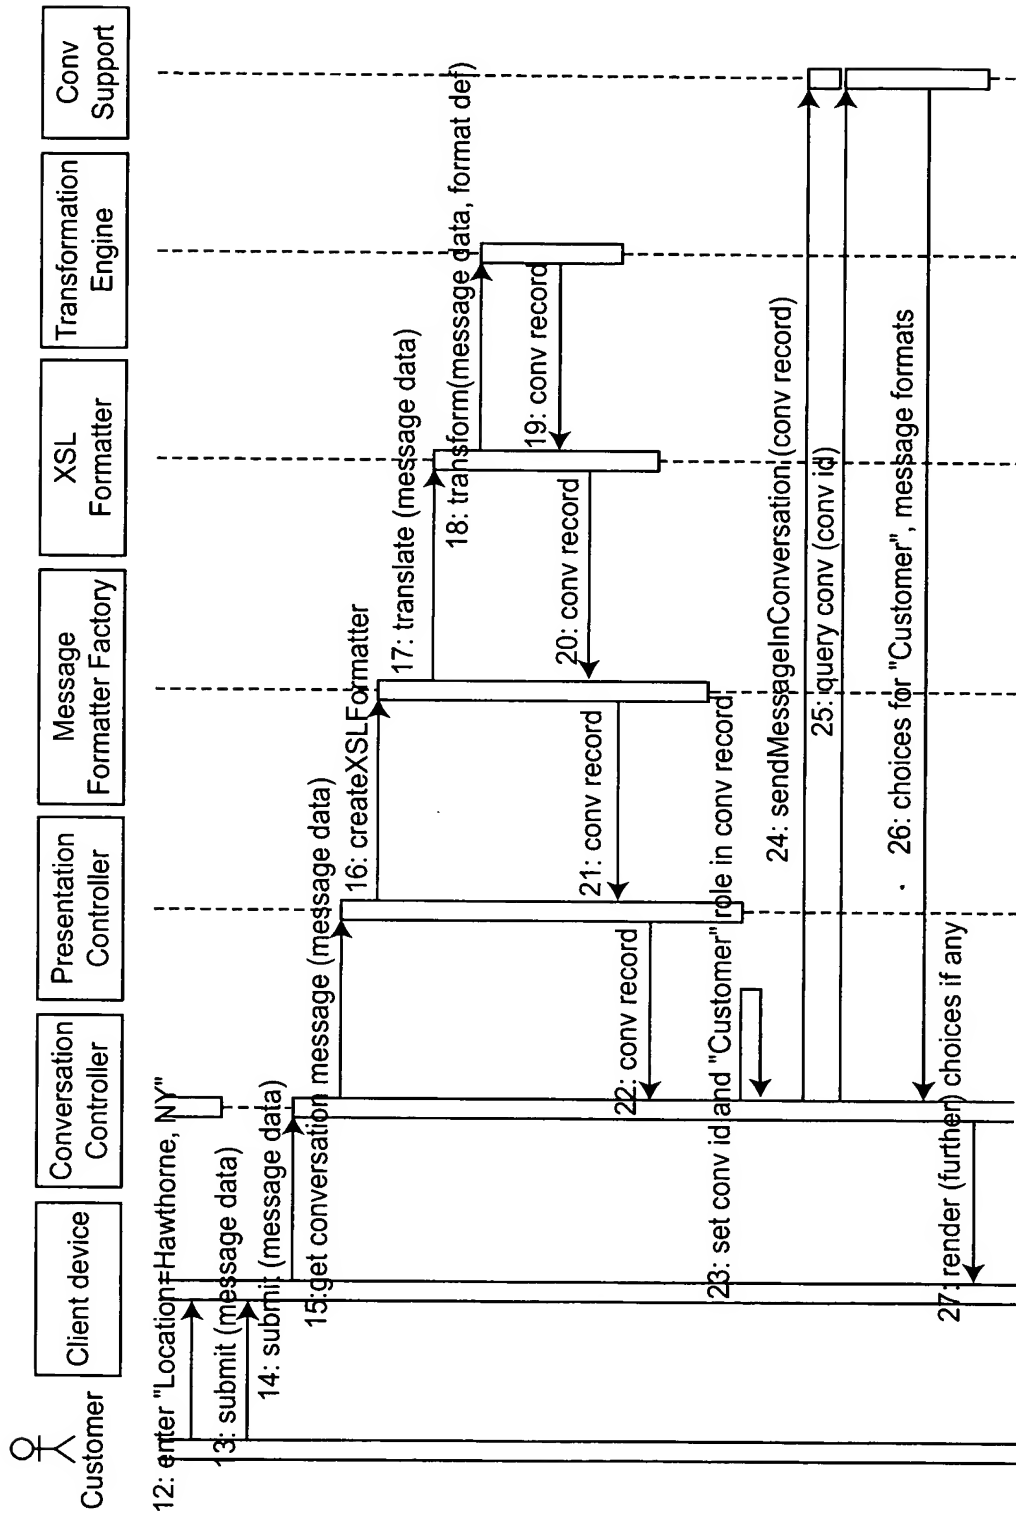 Customer
Client device
Conversation
Controller
Presentation
Controller
Message
Formatter Factory
XSL
Formatter
Transformation
Engine
Conv
Support
12: enter "Location=Hawthorne, NY"
13: submit (message data)
14: submit (message data)
15:get conversation message (message data)
16: createXSLFormatter
17: translate (message data)
18: transform(message data, format def)
19: conv record
20: conv record
21: conv record
22: conv record
23: set conv id and "Customer" role in conv record
24: sendMessageInConversation (conv record)
25: query conv (conv id)
26: choices for "Customer", message formats
27: render (further) choices if any